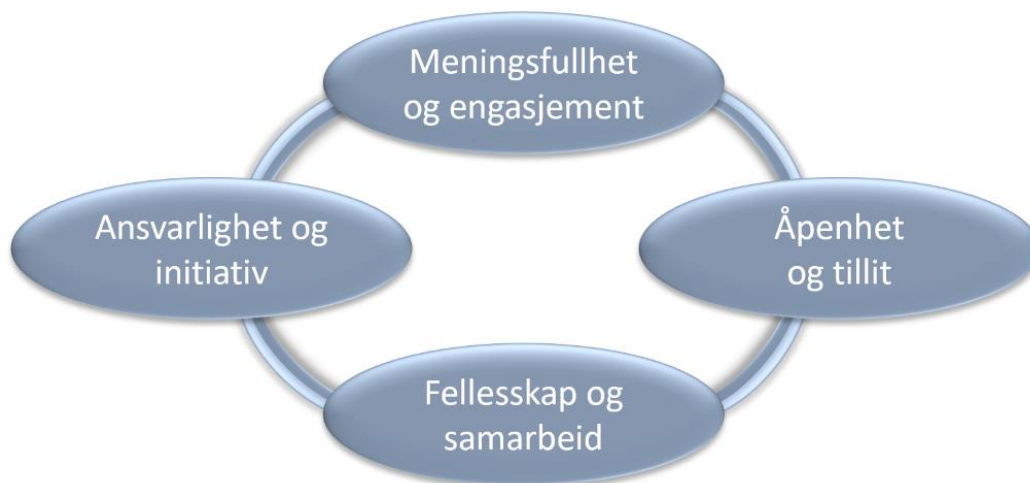 Meningsfullhet
og engasjement
Ansvarlighet og
initiativ
Åpenhet
og tillit
Fellesskap og
samarbeid